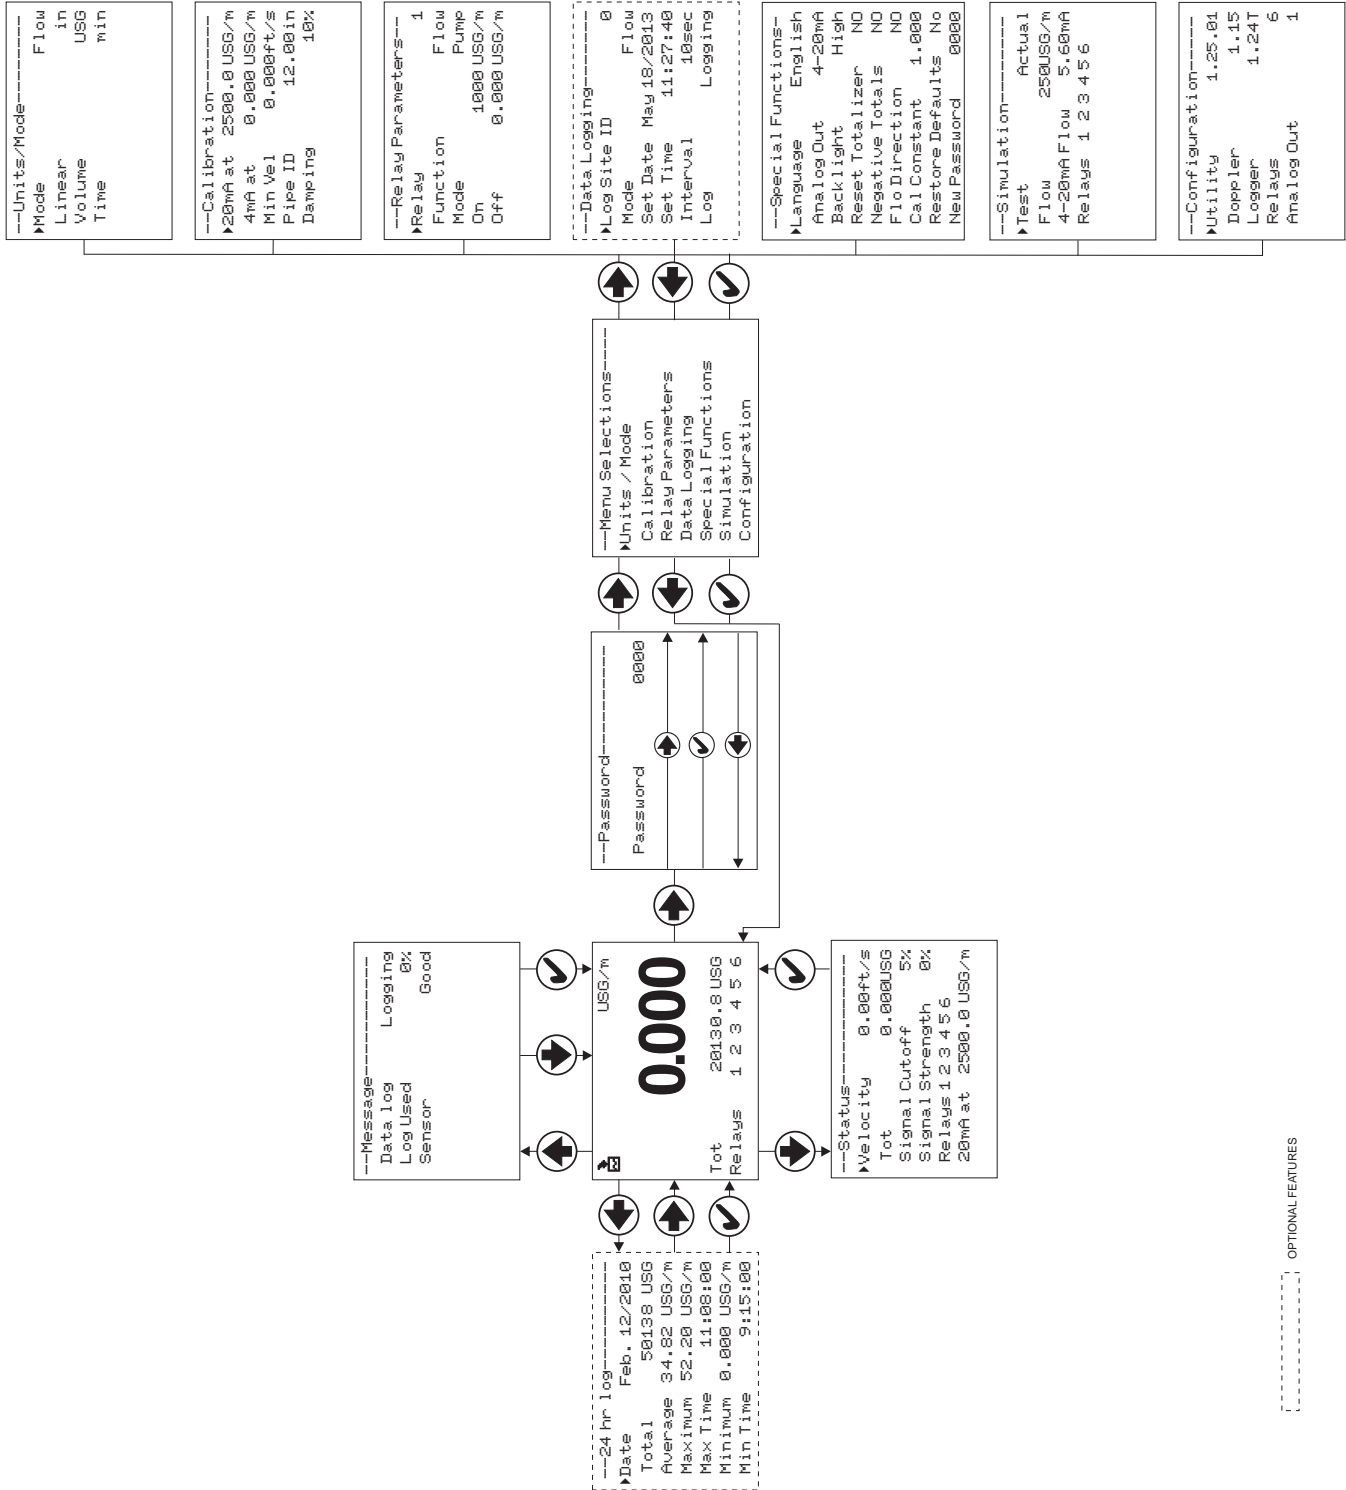 --Units/Mode---------
▶Mode Flow
Linear in
Volume USG
Time min
--Calibration--------
▶20mA at 2500.0 USG/m
4mA at 0.000 USG/m
Min Vel 0.000ft/s
Pipe ID 12.00in
Damping 10%
--Relay Parameters---
▶Relay 1
Function Flow
Mode Pump
On 1000 USG/m
Off 0.000 USG/m
--Data Logging-------
▶Log Site ID 0
Mode Flow
Set Date May 18/2013
Set Time 11:27:40
Interval 10sec
Log Logging
--Special Functions-
▶Language English
Analog Out 4-20mA
Backlight High
Reset Totalizer NO
Negative Totals NO
Flo Direction NO
Cal Constant 1.000
Restore Defaults No
New Password 0000
--Simulation---------
▶Test Actual
Flow 250USG/m
4-20mA Flow 5.60mA
Relays 1 2 3 4 5 6
--Configuration------
▶Utility 1.25.01
Doppler 1.15
Logger 1.24T
Relays 6
Analog Out 1
--Menu Selections----
▶Units / Mode
Calibration
Relay Parameters
Data Logging
Special Functions
Simulation
Configuration
--Password-----------
Password 0000
--Message------------
Data log Logging
Log Used 0%
Sensor Good
USG/m
0.000
Tot 20130.8 USG
Relays 1 2 3 4 5 6
--Status-------------
▶Velocity 0.00ft/s
Tot 0.000USG
Signal Cutoff 5%
Signal Strength 0%
Relays 1 2 3 4 5 6
20mA at 2500.0 USG/m
--24 hr log----------
▶Date Feb. 12/2010
Total 50138 USG
Average 34.82 USG/m
Maximum 52.20 USG/m
Max Time 11:08:00
Minimum 0.000 USG/m
Min Time 9:15:00
OPTIONAL FEATURES